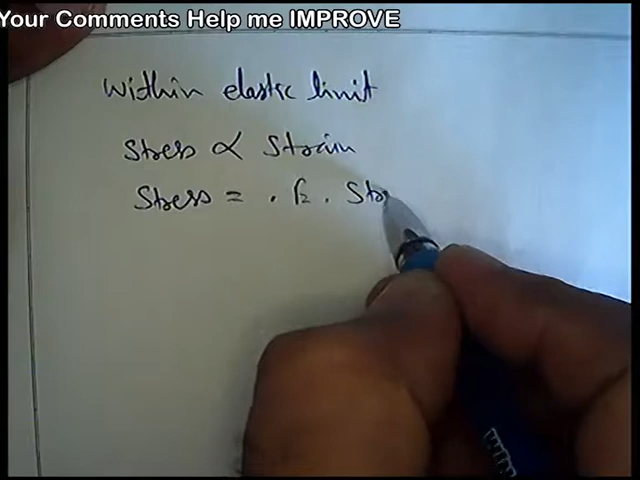 Your Comments Help me IMPROVE
within elastic limit
Stress ∝ Strain
Stress = . E . Str